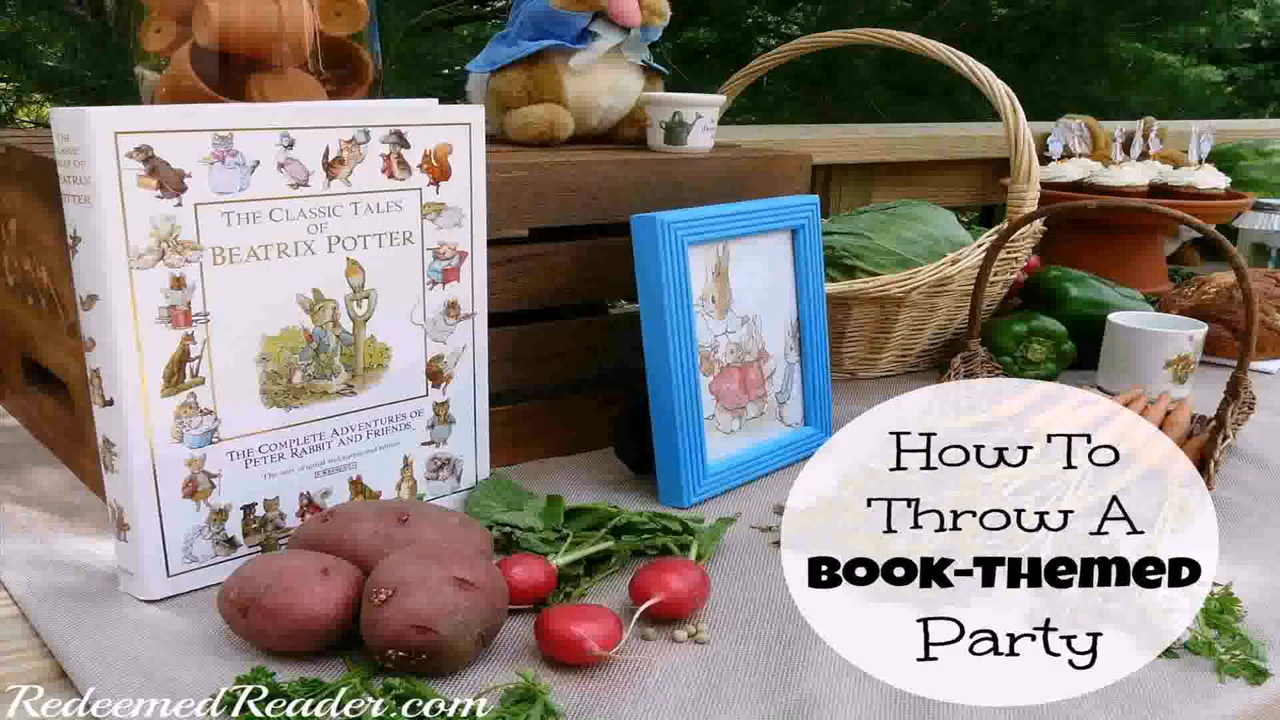 THE CLASSIC TALES
OF
BEATRIX POTTER
THE COMPLETE ADVENTURES OF
PETER RABBIT AND FRIENDS
How To
Throw A
BOOK-THEMED
Party
RedeemedReader.com